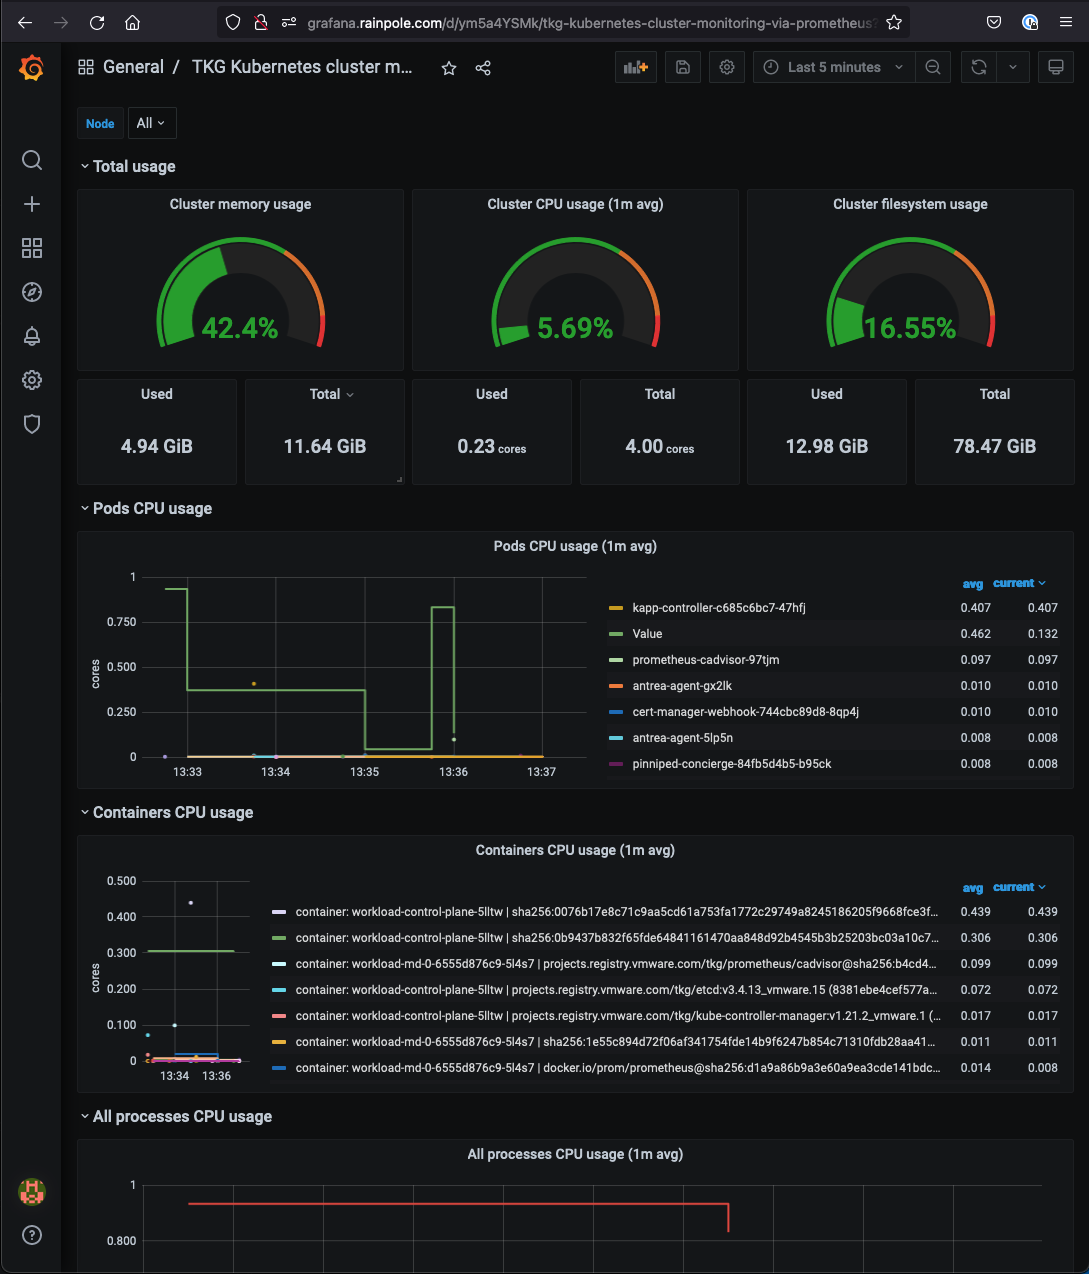 grafana.rainpole.com/d/ym5a4YSMk/tkg-kubernetes-cluster-monitoring-via-prometheus?
General / TKG Kubernetes cluster m...
Last 5 minutes
Node All
Total usage
Cluster memory usage
42.4%
Cluster CPU usage (1m avg)
5.69%
Cluster filesystem usage
16.55%
Used
4.94 GiB
Total
11.64 GiB
Used
0.23 cores
Total
4.00 cores
Used
12.98 GiB
Total
78.47 GiB
Pods CPU usage
Pods CPU usage (1m avg)
cores
1
0.750
0.500
0.250
0
13:33 13:34 13:35 13:36 13:37
avg current
kapp-controller-c685c6bc7-47hfj 0.407 0.407
Value 0.462 0.132
prometheus-cadvisor-97tjm 0.097 0.097
antrea-agent-gx2lk 0.010 0.010
cert-manager-webhook-744cbc89d8-8qp4j 0.010 0.010
antrea-agent-5lp5n 0.008 0.008
pinniped-concierge-84fb5d4b5-b95ck 0.008 0.008
Containers CPU usage
Containers CPU usage (1m avg)
cores
0.500
0.400
0.300
0.200
0.100
0
13:34 13:36
avg current
container: workload-control-plane-5lltw | sha256:0076b17e8c71c9aa5cd61a753fa1772c29749a8245186205f9668fce3f... 0.439 0.439
container: workload-control-plane-5lltw | sha256:0b9437b832f65fde64841161470aa848d92b4545b3b25203bc03a10c7... 0.306 0.306
container: workload-md-0-6555d876c9-5l4s7 | projects.registry.vmware.com/tkg/prometheus/cadvisor@sha256:b4cd4... 0.099 0.099
container: workload-control-plane-5lltw | projects.registry.vmware.com/tkg/etcd:v3.4.13_vmware.15 (8381ebe4cef577a... 0.072 0.072
container: workload-control-plane-5lltw | projects.registry.vmware.com/tkg/kube-controller-manager:v1.21.2_vmware.1 (... 0.017 0.017
container: workload-md-0-6555d876c9-5l4s7 | sha256:1e55c894d72f06af341754fde14b9f6247b854c71310fdb28aa41... 0.011 0.011
container: workload-md-0-6555d876c9-5l4s7 | docker.io/prom/prometheus@sha256:d1a9a86b9a3e60a9ea3cde141bdc... 0.014 0.008
All processes CPU usage
All processes CPU usage (1m avg)
1
0.800